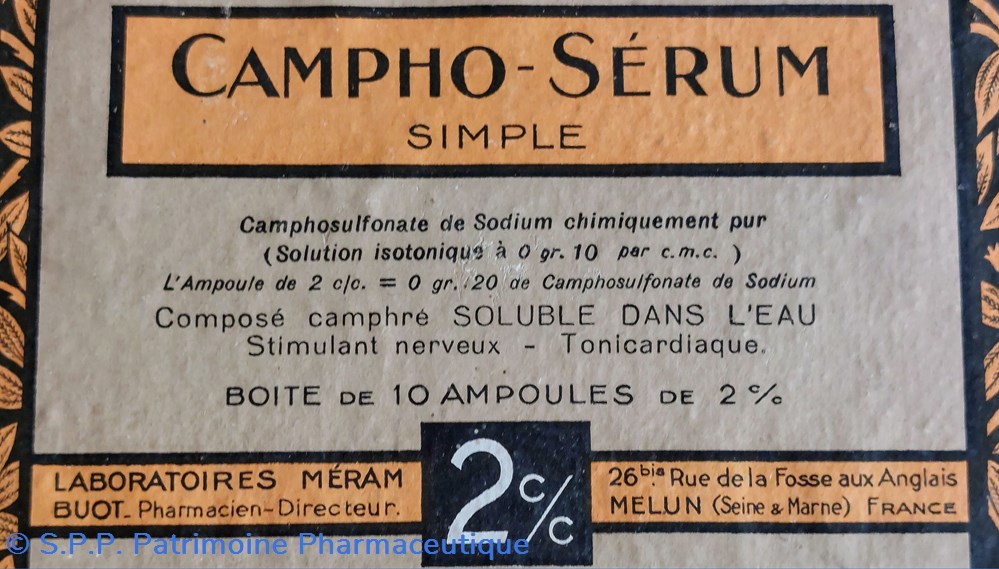 CAMPHO-SÉRUM
SIMPLE
Camphosulfonate de Sodium chimiquement pur
(Solution isotonique à 0 gr. 10 par c.m.c. )
L'Ampoule de 2 c/c. = 0 gr. 20 de Camphosulfonate de Sodium
Composé camphré SOLUBLE DANS L'EAU
Stimulant nerveux - Tonicardiaque.
BOITE DE 10 AMPOULES DE 2 c/c
LABORATOIRES MÉRAM
BUOT_ Pharmacien-Directeur.
2 c/c
26bis Rue de la Fosse aux Anglais
MELUN (Seine & Marne) FRANCE
© S.P.P. Patrimoine Pharmaceutique